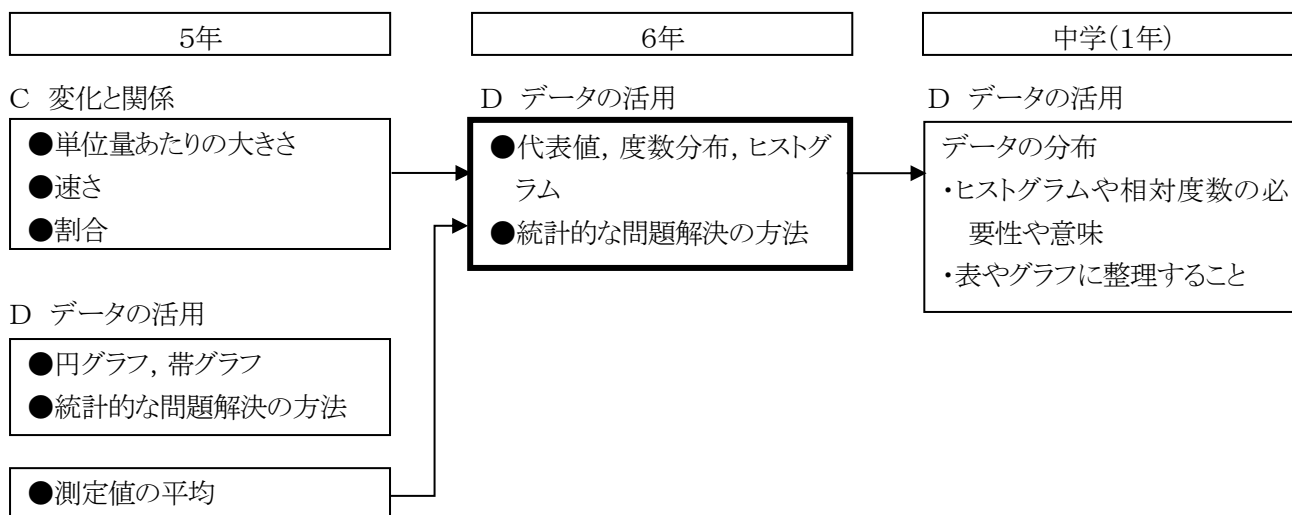 5年
6年
中学(1年)
C 変化と関係
●単位量あたりの大きさ
●速さ
●割合
D データの活用
●円グラフ, 帯グラフ
●統計的な問題解決の方法
●測定値の平均
D データの活用
●代表値, 度数分布, ヒストグ
ラム
●統計的な問題解決の方法
D データの活用
データの分布
・ヒストグラムや相対度数の必
要性や意味
・表やグラフに整理すること